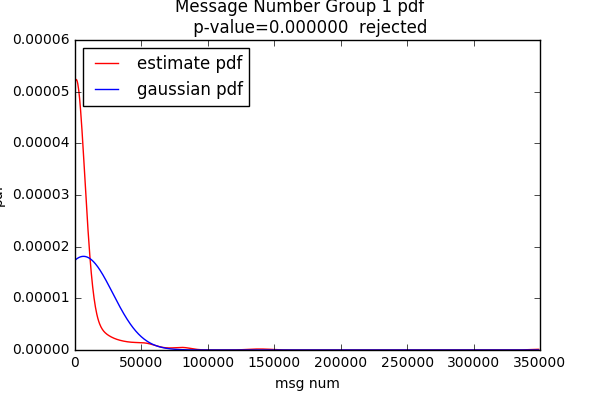 Message Number Group 1 pdf
p-value=0.000000 rejected
estimate pdf
gaussian pdf
0.00006
0.00005
0.00004
0.00003
0.00002
0.00001
0.00000
0 50000 100000 150000 200000 250000 300000 350000
msg num